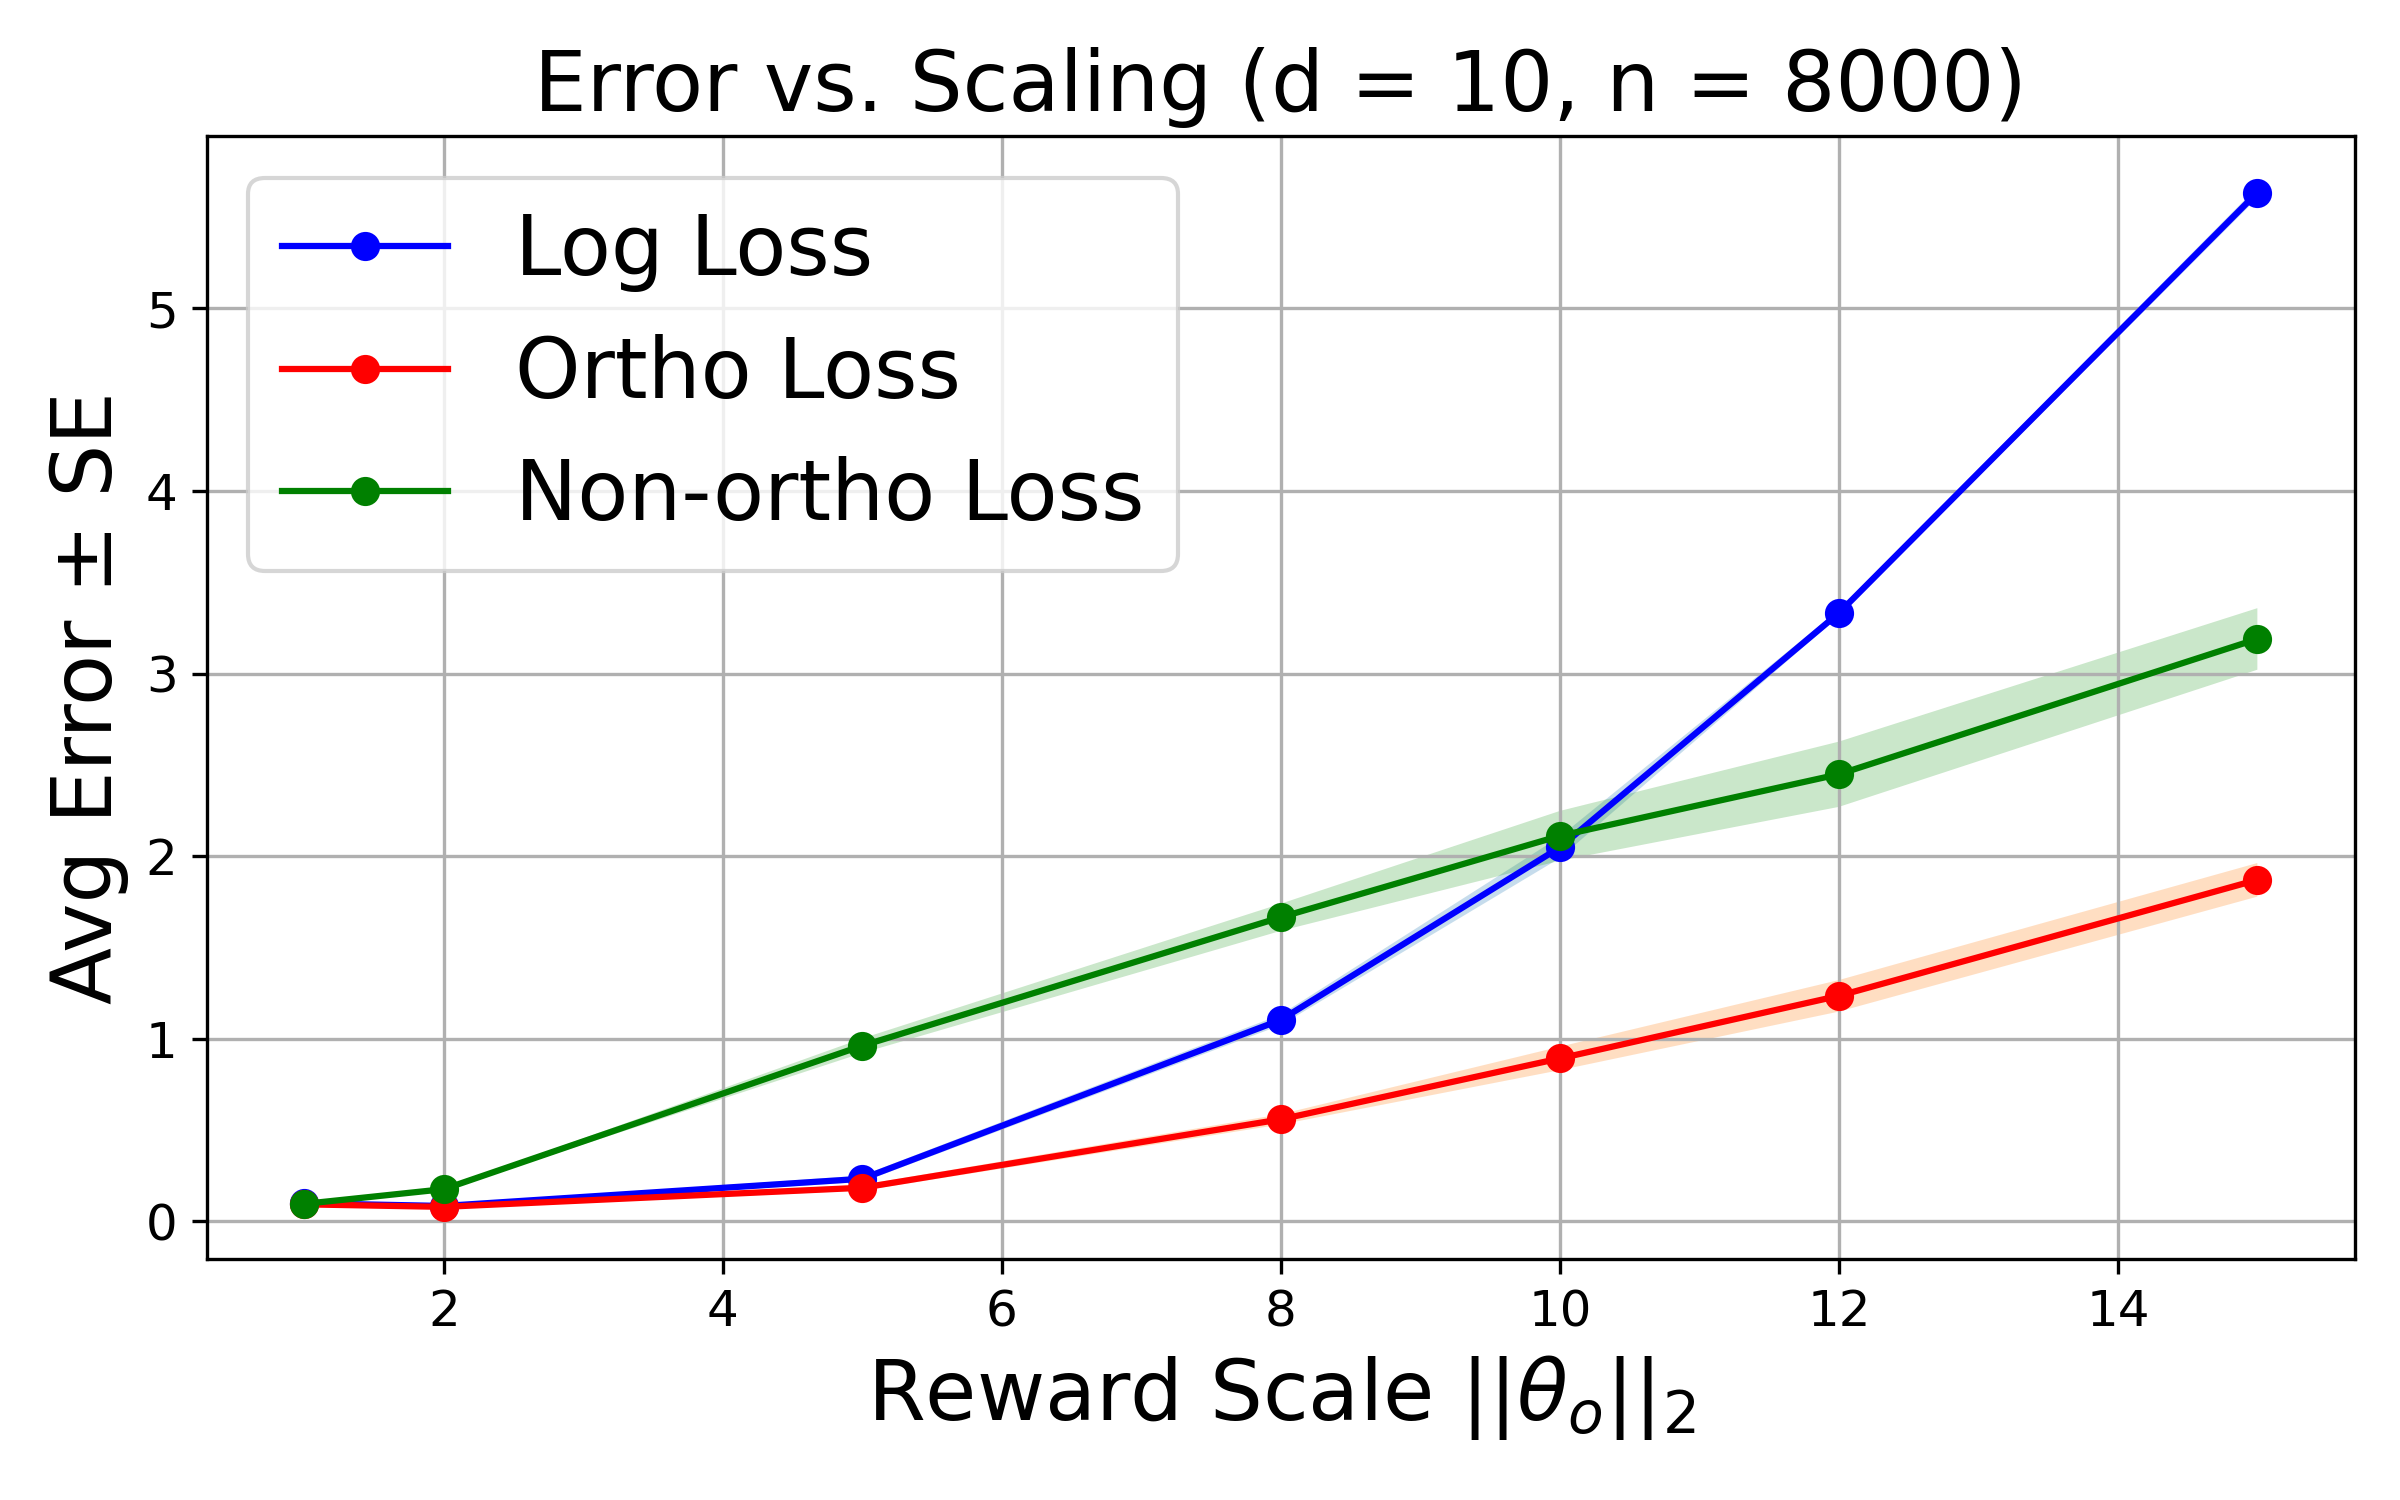 Error vs. Scaling (d = 10, n = 8000)
Log Loss
Ortho Loss
Non-ortho Loss
Avg Error ± SE
5
4
3
2
1
0
2 4 6 8 10 12 14
Reward Scale ||θₒ||₂